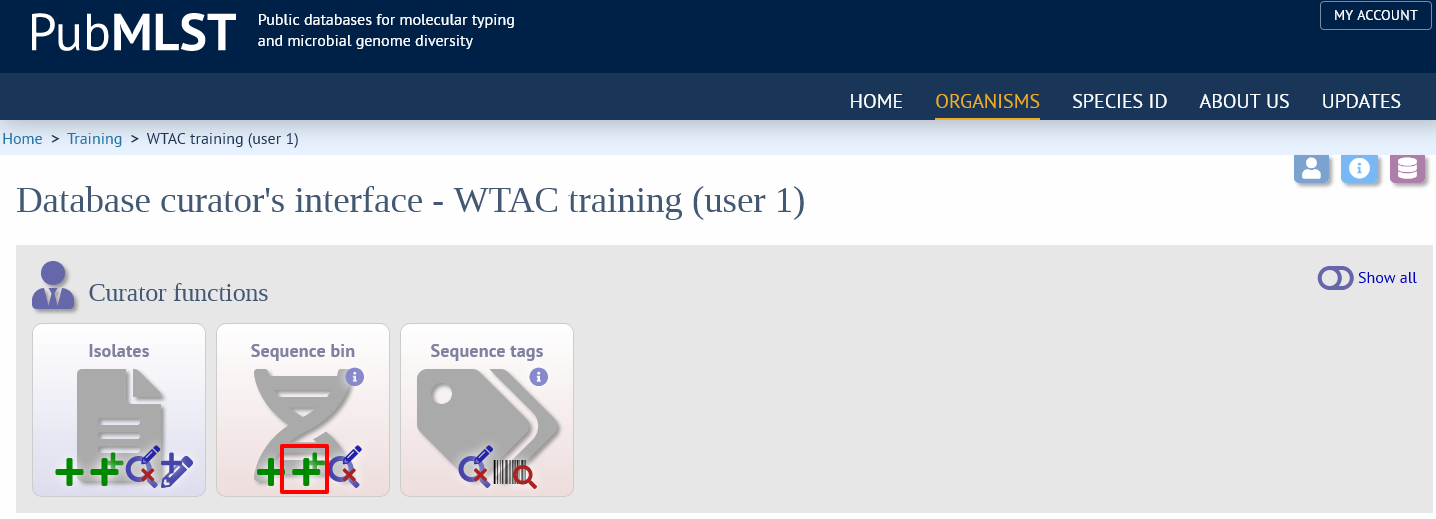 PubMLST
Public databases for molecular typing
and microbial genome diversity
MY ACCOUNT
HOME
ORGANISMS
SPECIES ID
ABOUT US
UPDATES
Home > Training > WTAC training (user 1)
Database curator's interface - WTAC training (user 1)
Curator functions
Show all
Isolates
Sequence bin
Sequence tags